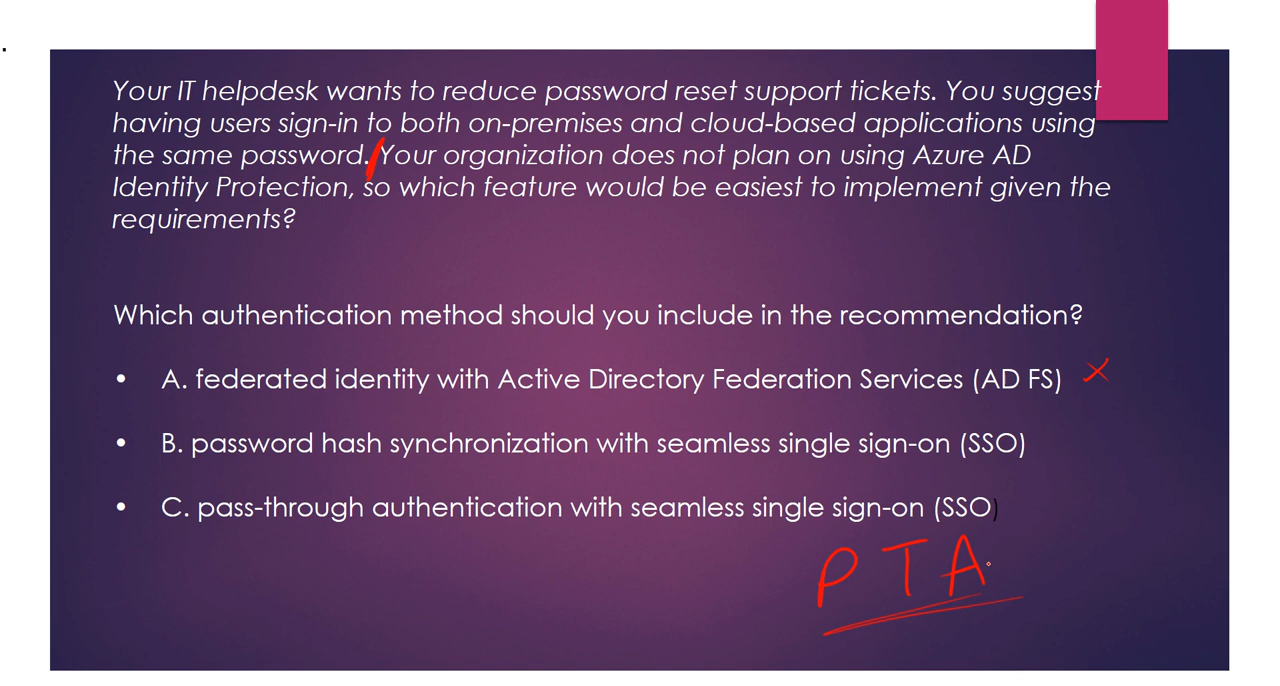 Your IT helpdesk wants to reduce password reset support tickets. You suggest
having users sign-in to both on-premises and cloud-based applications using
the same password. Your organization does not plan on using Azure AD
Identity Protection, so which feature would be easiest to implement given the
requirements?
Which authentication method should you include in the recommendation?
• A. federated identity with Active Directory Federation Services (AD FS)
• B. password hash synchronization with seamless single sign-on (SSO)
• C. pass-through authentication with seamless single sign-on (SSO)
PTA